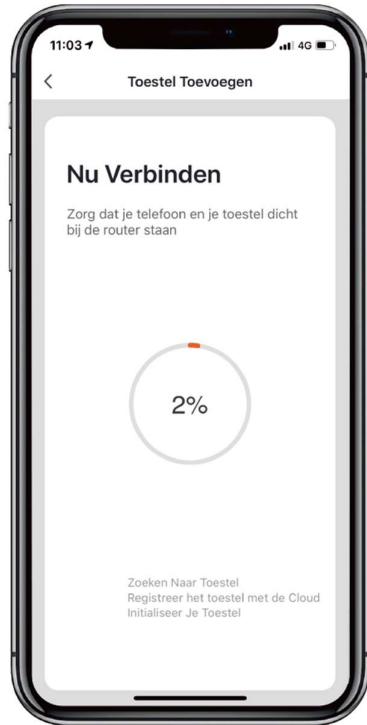 11:03
4G
Toestel Toevoegen
Nu Verbinden
Zorg dat je telefoon en je toestel dicht
bij de router staan
2%
Zoeken Naar Toestel
Registreer het toestel met de Cloud
Initialiseer Je Toestel